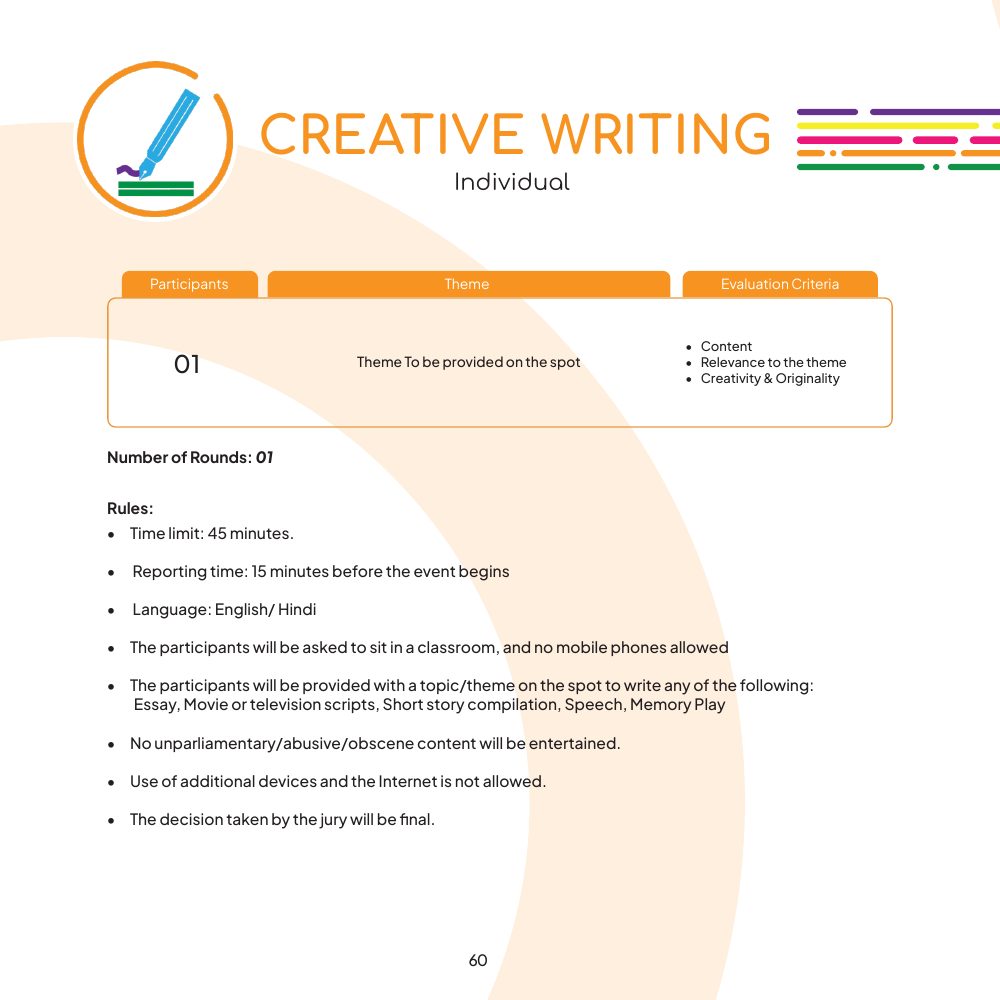 CREATIVE WRITING
Individual
Participants
Theme
Evaluation Criteria
01
Theme To be provided on the spot
• Content
• Relevance to the theme
• Creativity & Originality
Number of Rounds: 01
Rules:
• Time limit: 45 minutes.
• Reporting time: 15 minutes before the event begins
• Language: English/ Hindi
• The participants will be asked to sit in a classroom, and no mobile phones allowed
• The participants will be provided with a topic/theme on the spot to write any of the following:
Essay, Movie or television scripts, Short story compilation, Speech, Memory Play
• No unparliamentary/abusive/obscene content will be entertained.
• Use of additional devices and the Internet is not allowed.
• The decision taken by the jury will be final.
60